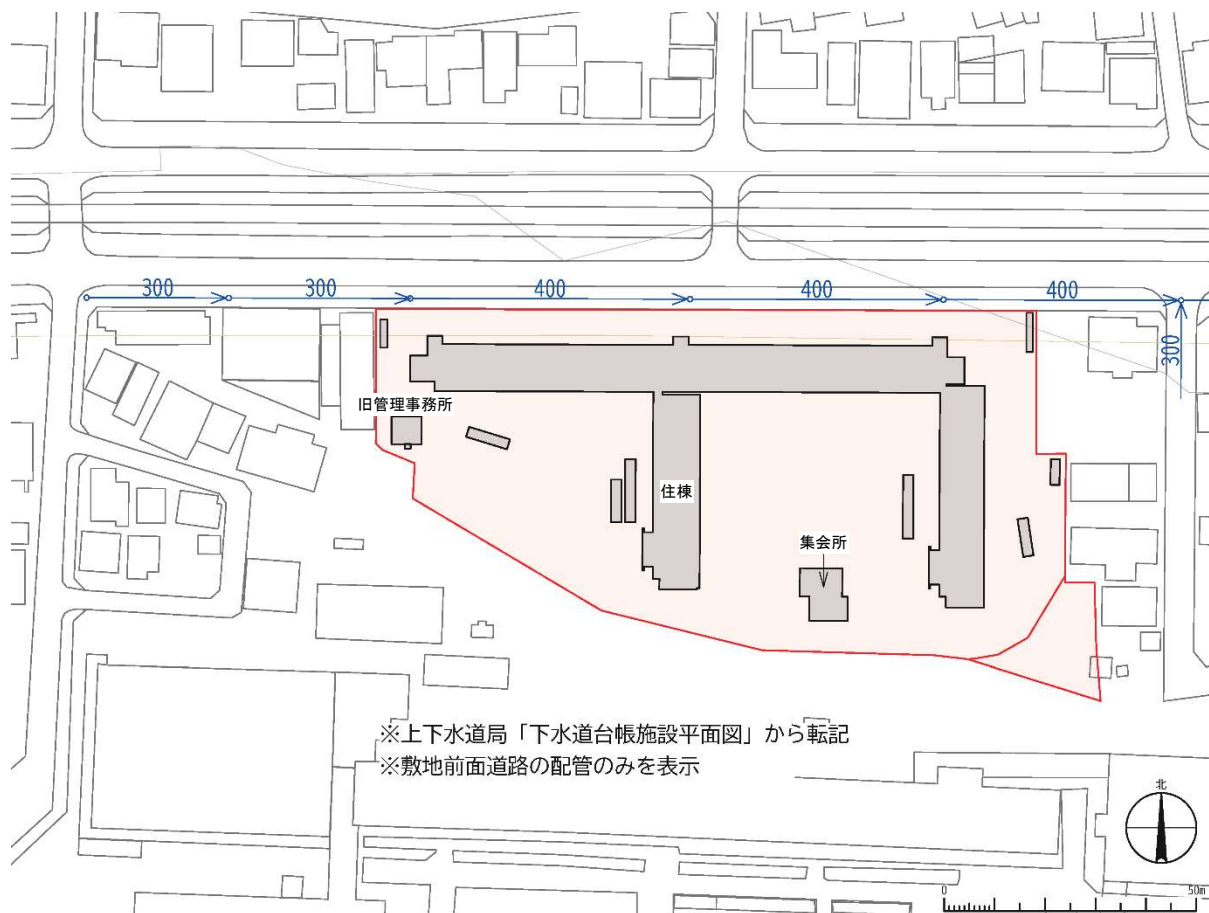 300
300
400
400
400
300
旧管理事務所
住棟
集会所
※上下水道局「下水道台帳施設平面図」から転記
※敷地前面道路の配管のみを表示
北
0
50m